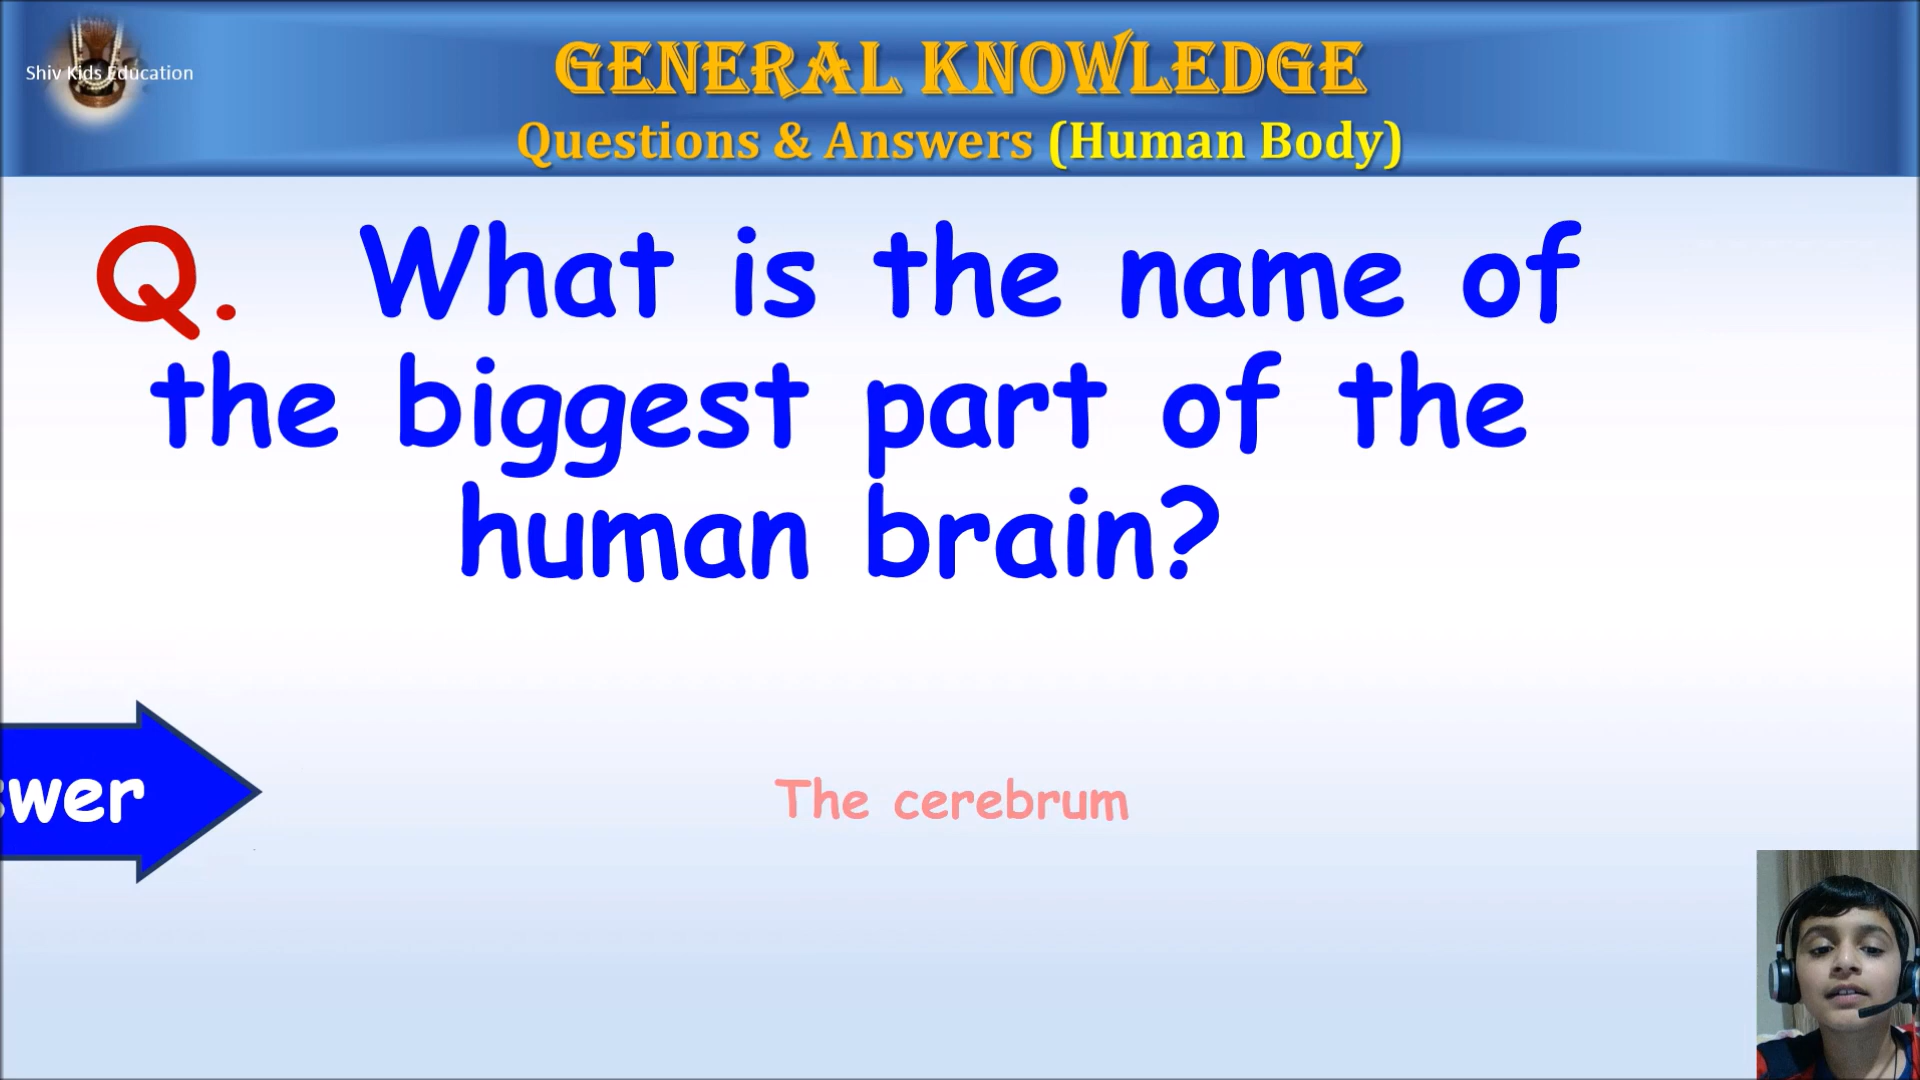 Shiv Kids Education
GENERAL KNOWLEDGE
Questions & Answers (Human Body)
Q. What is the name of
the biggest part of the
human brain?
swer
The cerebrum